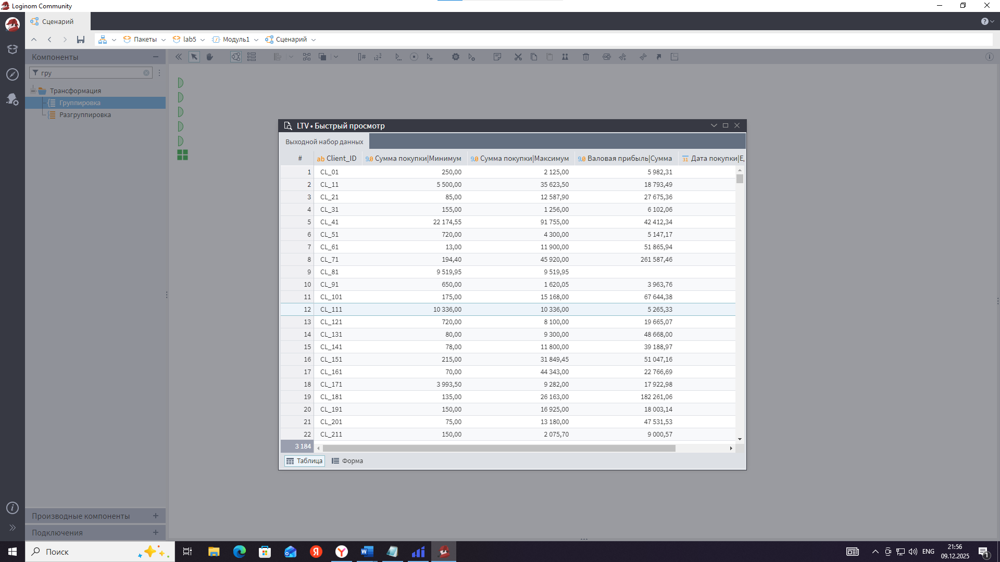 Loginom Community
Сценарий
Пакеты lab5 Модуль1 Сценарий
Компоненты
гру
Трансформация
Группировка
Разгруппировка
LTV • Быстрый просмотр
Выходной набор данных
# ab Client_ID 9.0 Сумма покупки|Минимум 9.0 Сумма покупки|Максимум 9.0 Валовая прибыль|Сумма 31 Дата покупки|Е
1 CL_01 250,00 2 125,00 5 982,31
2 CL_11 5 500,00 35 623,50 18 793,49
3 CL_21 85,00 12 587,90 27 675,36
4 CL_31 155,00 1 256,00 6 102,06
5 CL_41 22 174,55 91 755,00 42 412,34
6 CL_51 720,00 4 300,00 5 147,17
7 CL_61 13,00 11 900,00 51 865,94
8 CL_71 194,40 45 920,00 261 587,46
9 CL_81 9 519,95 9 519,95
10 CL_91 650,00 1 620,05 3 963,76
11 CL_101 175,00 15 168,00 67 644,38
12 CL_111 10 336,00 10 336,00 5 265,33
13 CL_121 720,00 8 100,00 19 665,07
14 CL_131 80,00 9 300,00 48 668,00
15 CL_141 78,00 11 800,00 39 188,97
16 CL_151 215,00 31 849,45 51 047,16
17 CL_161 70,00 44 343,00 22 766,69
18 CL_171 3 993,50 9 282,00 17 922,98
19 CL_181 135,00 26 163,00 182 261,06
20 CL_191 150,00 16 925,00 18 003,14
21 CL_201 75,00 13 180,00 47 531,53
22 CL_211 150,00 2 075,70 9 000,57
3 184
Таблица Форма
Производные компоненты
Подключения
Поиск
ENG
21:56
09.12.2025
1